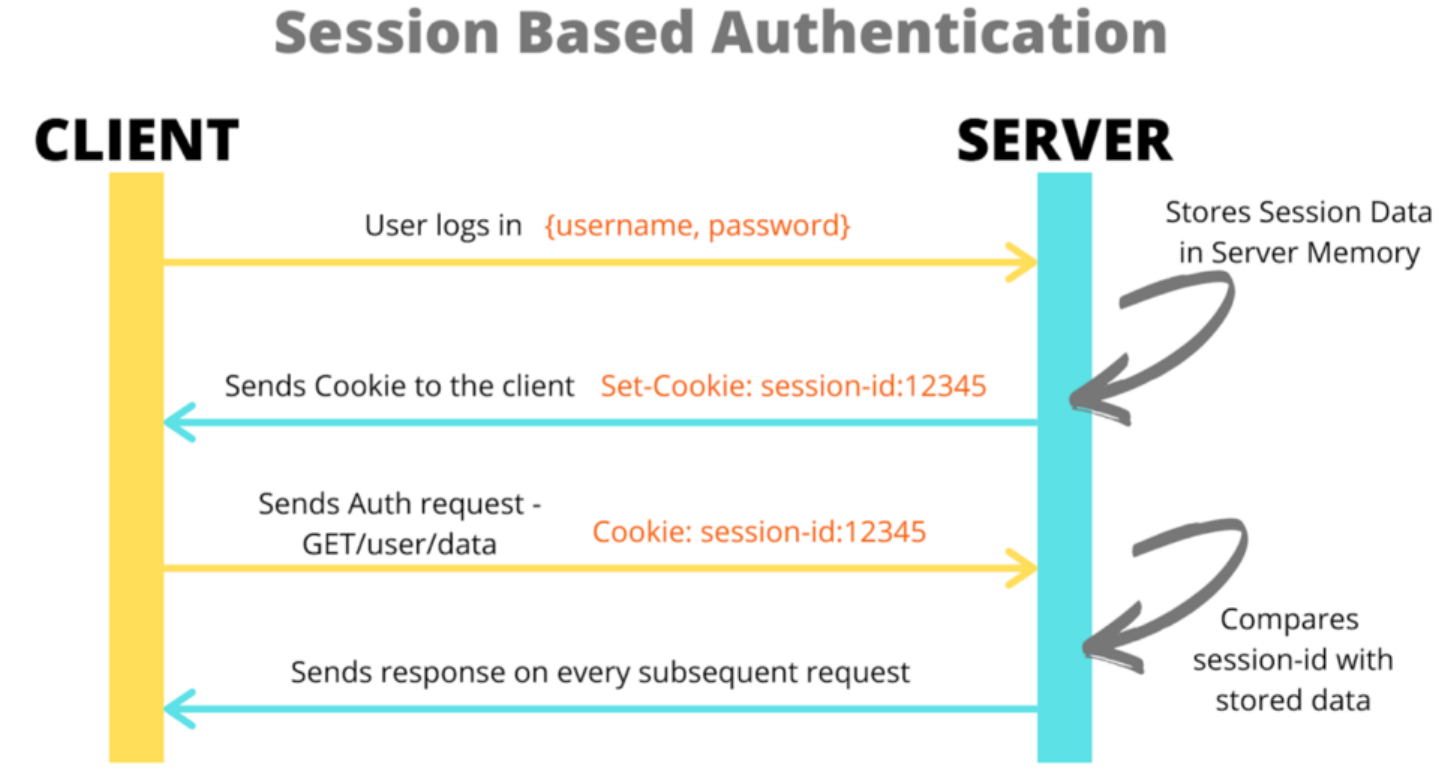 Session Based Authentication
CLIENT
SERVER
User logs in {username, password}
Stores Session Data
in Server Memory
Sends Cookie to the client Set-Cookie: session-id:12345
Sends Auth request -
GET/user/data
Cookie: session-id:12345
Compares
session-id with
stored data
Sends response on every subsequent request